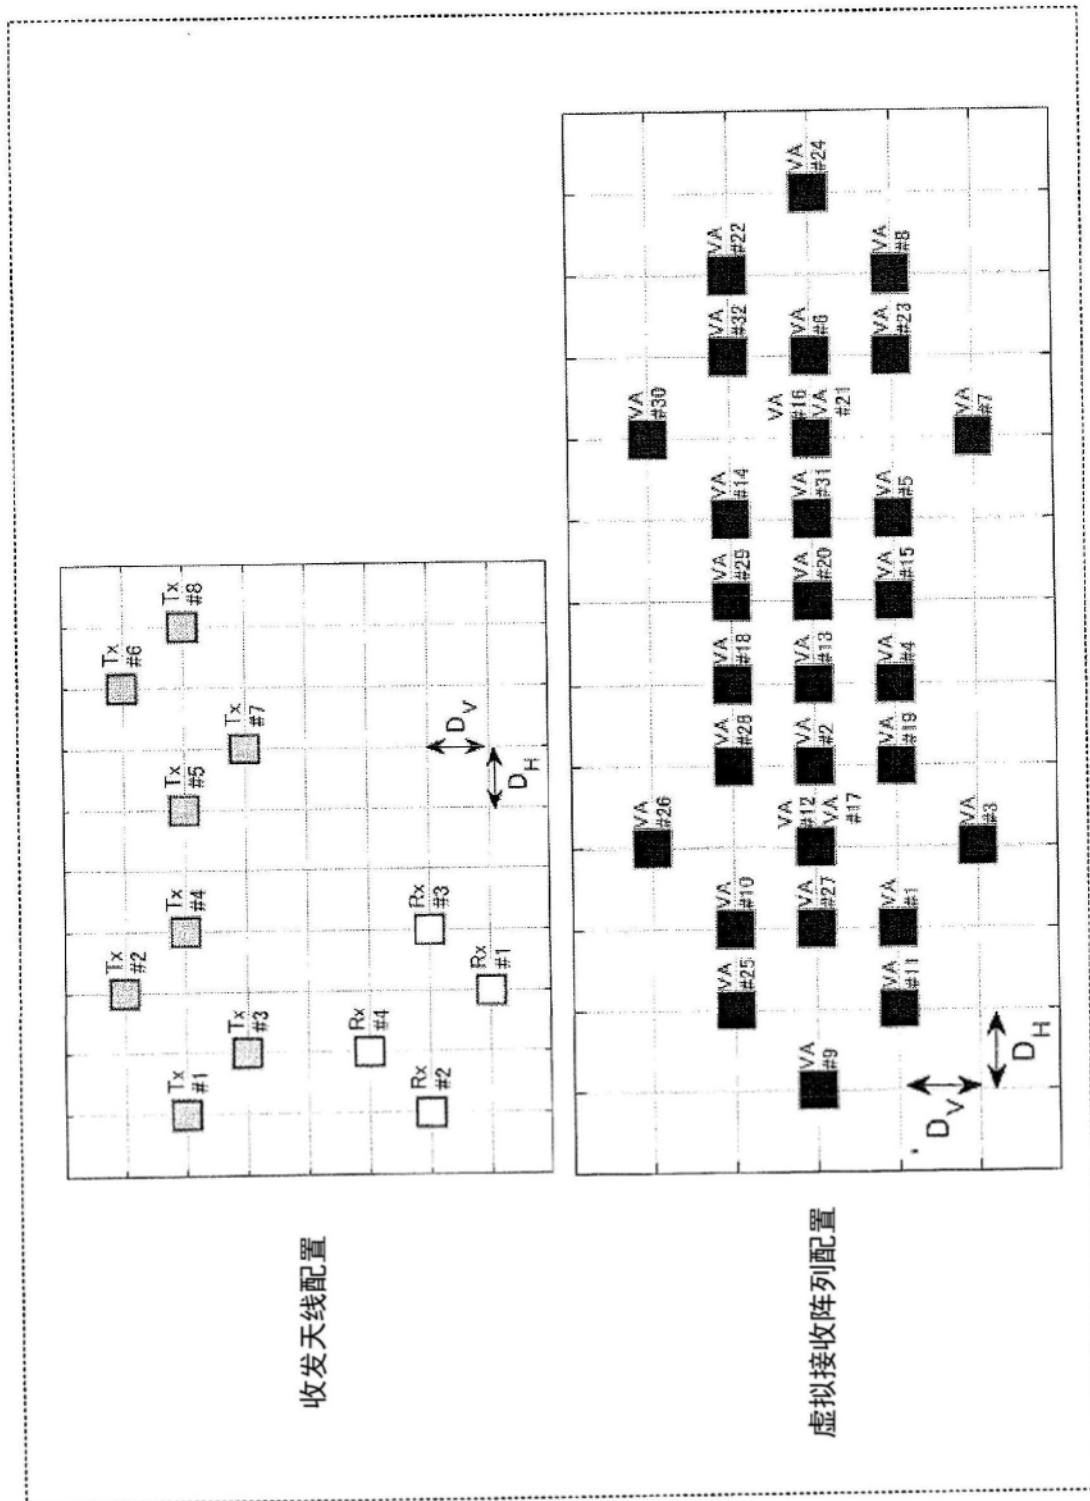 收发天线配置
Tx
#2
Tx
#6
Tx
#1
Tx
#4
Tx
#5
Tx
#8
Tx
#3
Tx
#7
Rx
#4
Rx
#2
Rx
#3
Rx
#1
DV
DH
虚拟接收阵列配置
VA
#26
VA
#30
VA
#25
VA
#10
VA
#28
VA
#18
VA
#29
VA
#14
VA
#32
VA
#22
VA
#9
VA
#27
VA
#12
VA
#17
VA
#2
VA
#13
VA
#20
VA
#31
VA
#16
VA
#21
VA
#6
VA
#24
VA
#11
VA
#1
VA
#19
VA
#4
VA
#15
VA
#5
VA
#23
VA
#8
VA
#3
VA
#7
DV
DH